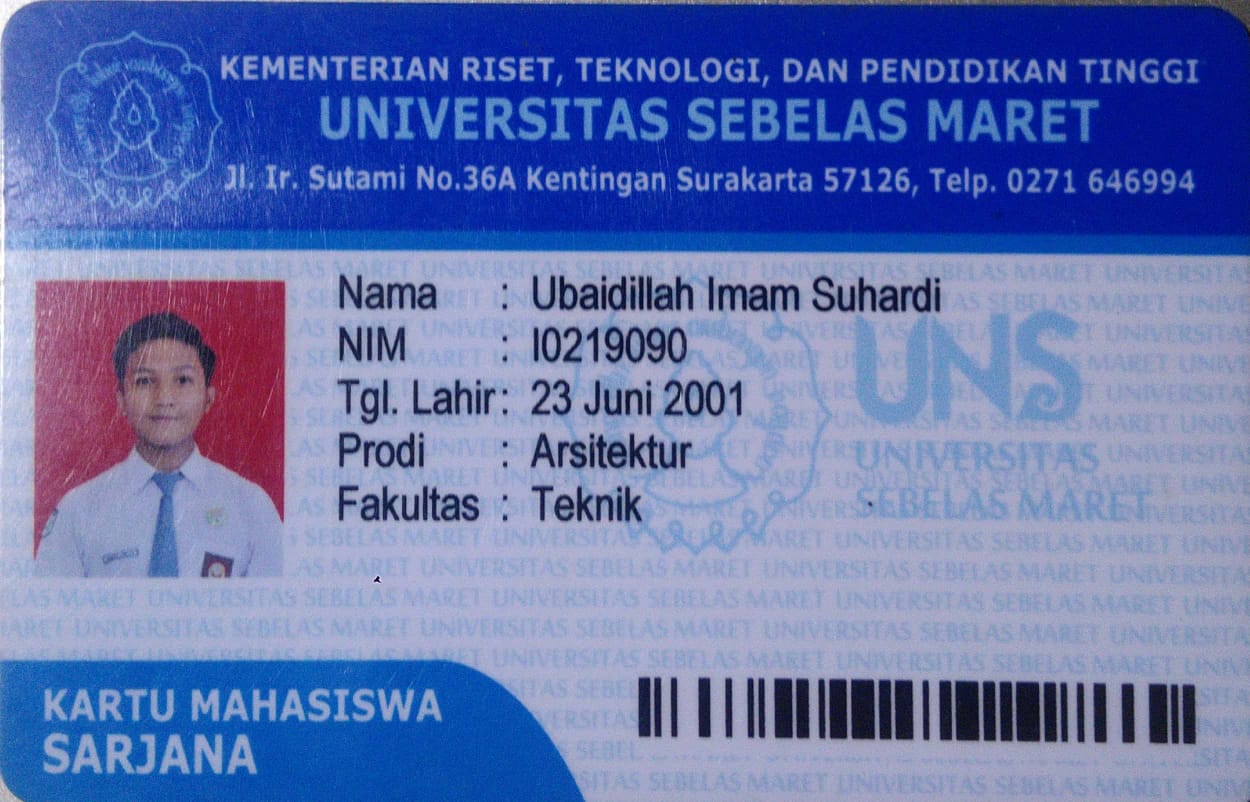 KEMENTERIAN RISET, TEKNOLOGI, DAN PENDIDIKAN TINGGI
UNIVERSITAS SEBELAS MARET
Jl. Ir. Sutami No.36A Kentingan Surakarta 57126, Telp. 0271 646994
Nama : Ubaidillah Imam Suhardi
NIM : I0219090
Tgl. Lahir : 23 Juni 2001
Prodi : Arsitektur
Fakultas : Teknik
UNS
UNIVERSITAS
SEBELAS MARET
KARTU MAHASISWA
SARJANA